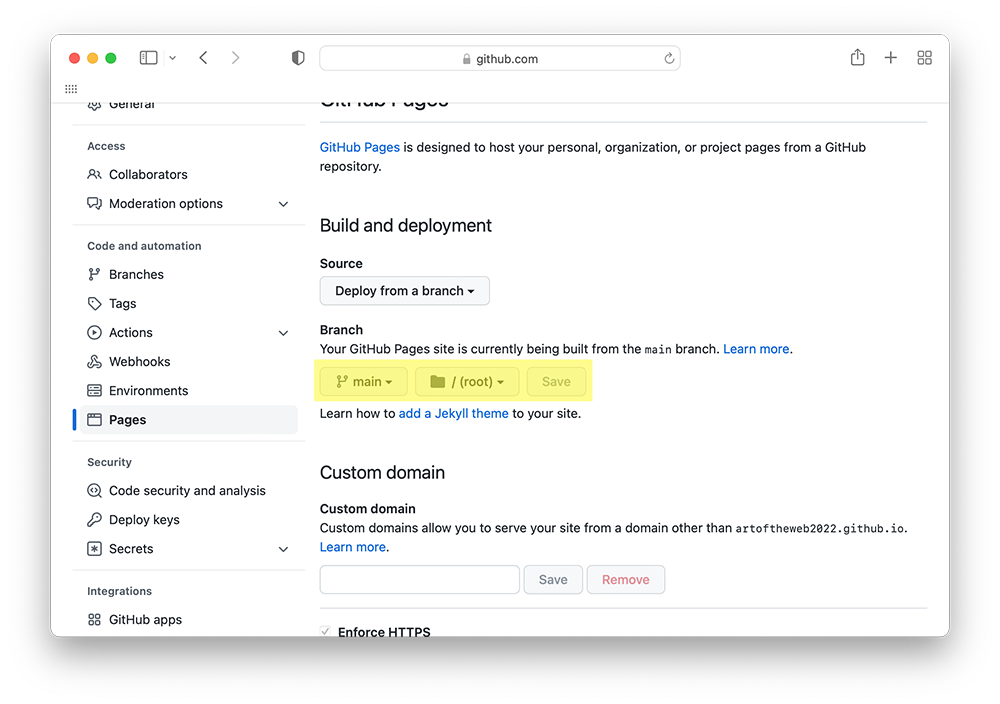 github.com
General
Access
Collaborators
Moderation options
Code and automation
Branches
Tags
Actions
Webhooks
Environments
Pages
Security
Code security and analysis
Deploy keys
Secrets
Integrations
GitHub apps
GitHub Pages
GitHub Pages is designed to host your personal, organization, or project pages from a GitHub
repository.
Build and deployment
Source
Deploy from a branch
Branch
Your GitHub Pages site is currently being built from the main branch. Learn more.
main / (root) Save
Learn how to add a Jekyll theme to your site.
Custom domain
Custom domain
Custom domains allow you to serve your site from a domain other than artoftheweb2022.github.io.
Learn more.
Save Remove
Enforce HTTPS